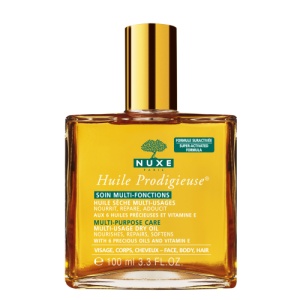 FORMULE SURACTIVÉE
SUPER-ACTIVATED
FORMULA
NUXE
PARIS
Huile Prodigieuse®
SOIN MULTI-FONCTIONS
HUILE SÈCHE MULTI-USAGES
NOURRIT, RÉPARE, ADOUCIT
AUX 6 HUILES PRÉCIEUSES ET VITAMINE E
MULTI-PURPOSE CARE
MULTI-USAGE DRY OIL
NOURISHES, REPAIRS, SOFTENS
WITH 6 PRECIOUS OILS AND VITAMIN E
VISAGE, CORPS, CHEVEUX - FACE, BODY, HAIR
℮ 100 ml 3.3 FL.OZ.